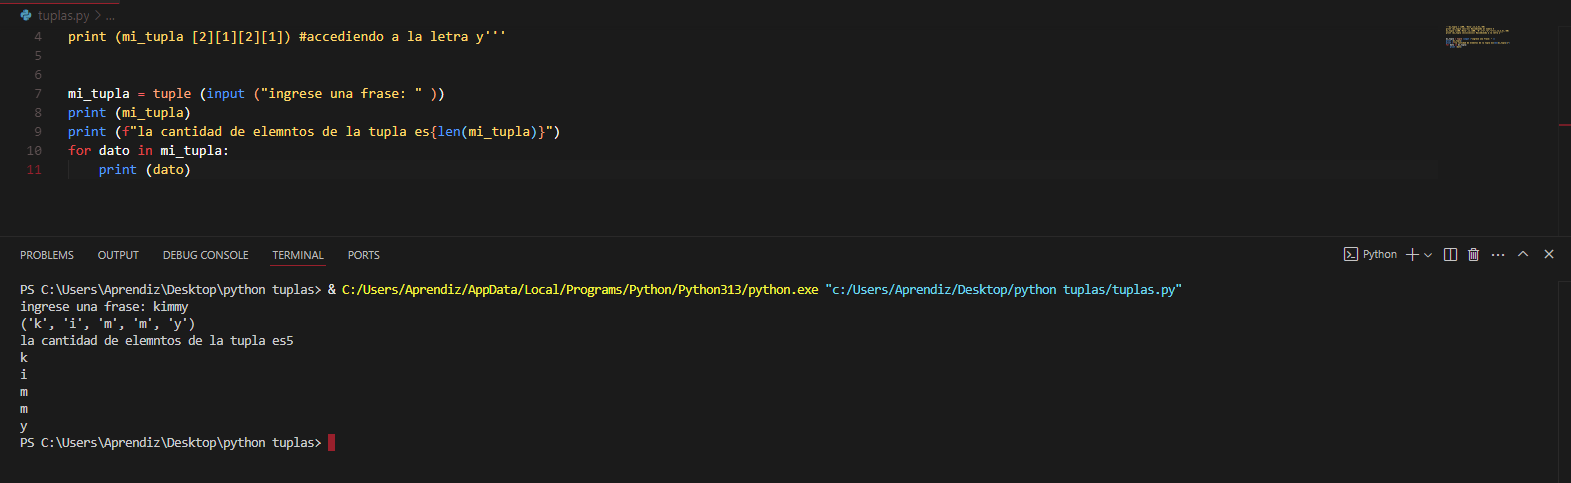 tuplas.py > ...
4 print (mi_tupla [2][1][2][1]) #accediendo a la letra y'''
5
6
7 mi_tupla = tuple (input ("ingrese una frase: " ))
8 print (mi_tupla)
9 print (f"la cantidad de elemntos de la tupla es{len(mi_tupla)}")
10 for dato in mi_tupla:
11 print (dato)
PROBLEMS OUTPUT DEBUG CONSOLE TERMINAL PORTS Python
PS C:\Users\Aprendiz\Desktop\python tuplas> & C:/Users/Aprendiz/AppData/Local/Programs/Python/Python313/python.exe "c:/Users/Aprendiz/Desktop/python tuplas/tuplas.py"
ingrese una frase: kimmy
('k', 'i', 'm', 'm', 'y')
la cantidad de elemntos de la tupla es5
k
i
m
m
y
PS C:\Users\Aprendiz\Desktop\python tuplas>